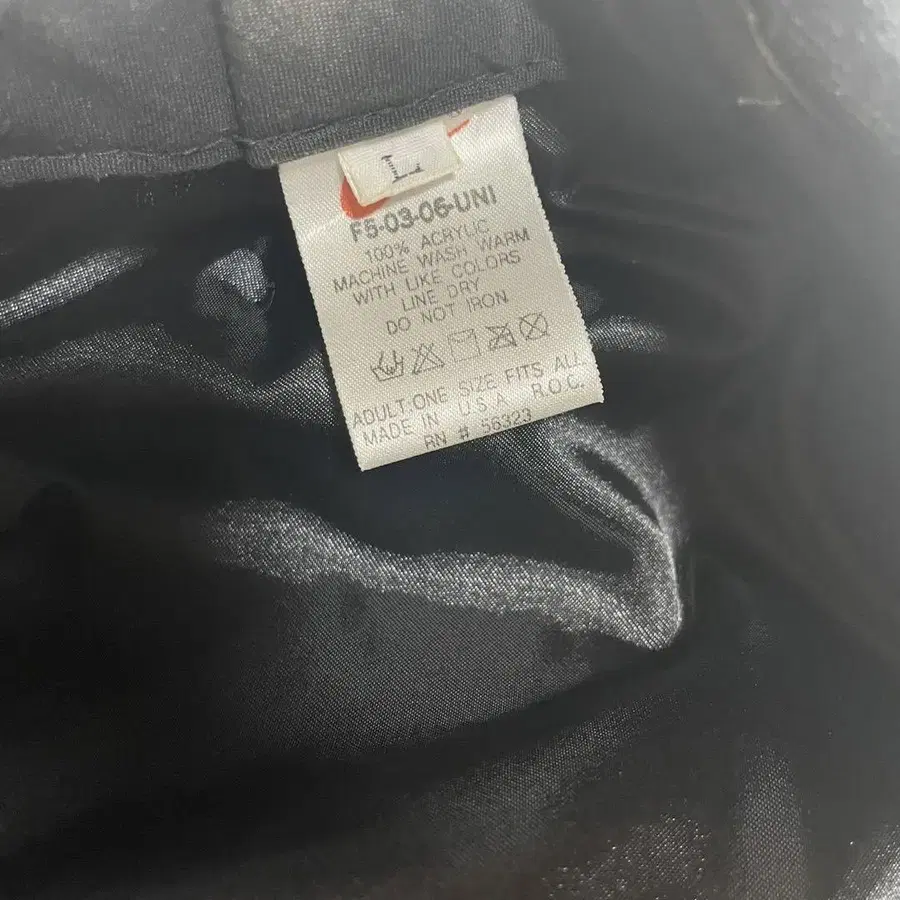 L
F5-03-06-UNI
100% ACRYLIC
MACHINE WASH WARM
WITH LIKE COLORS
LINE DRY
DO NOT IRON
ADULT:ONE SIZE FITS ALL
MADE IN U.S.A R.O.C.
RN # 56323